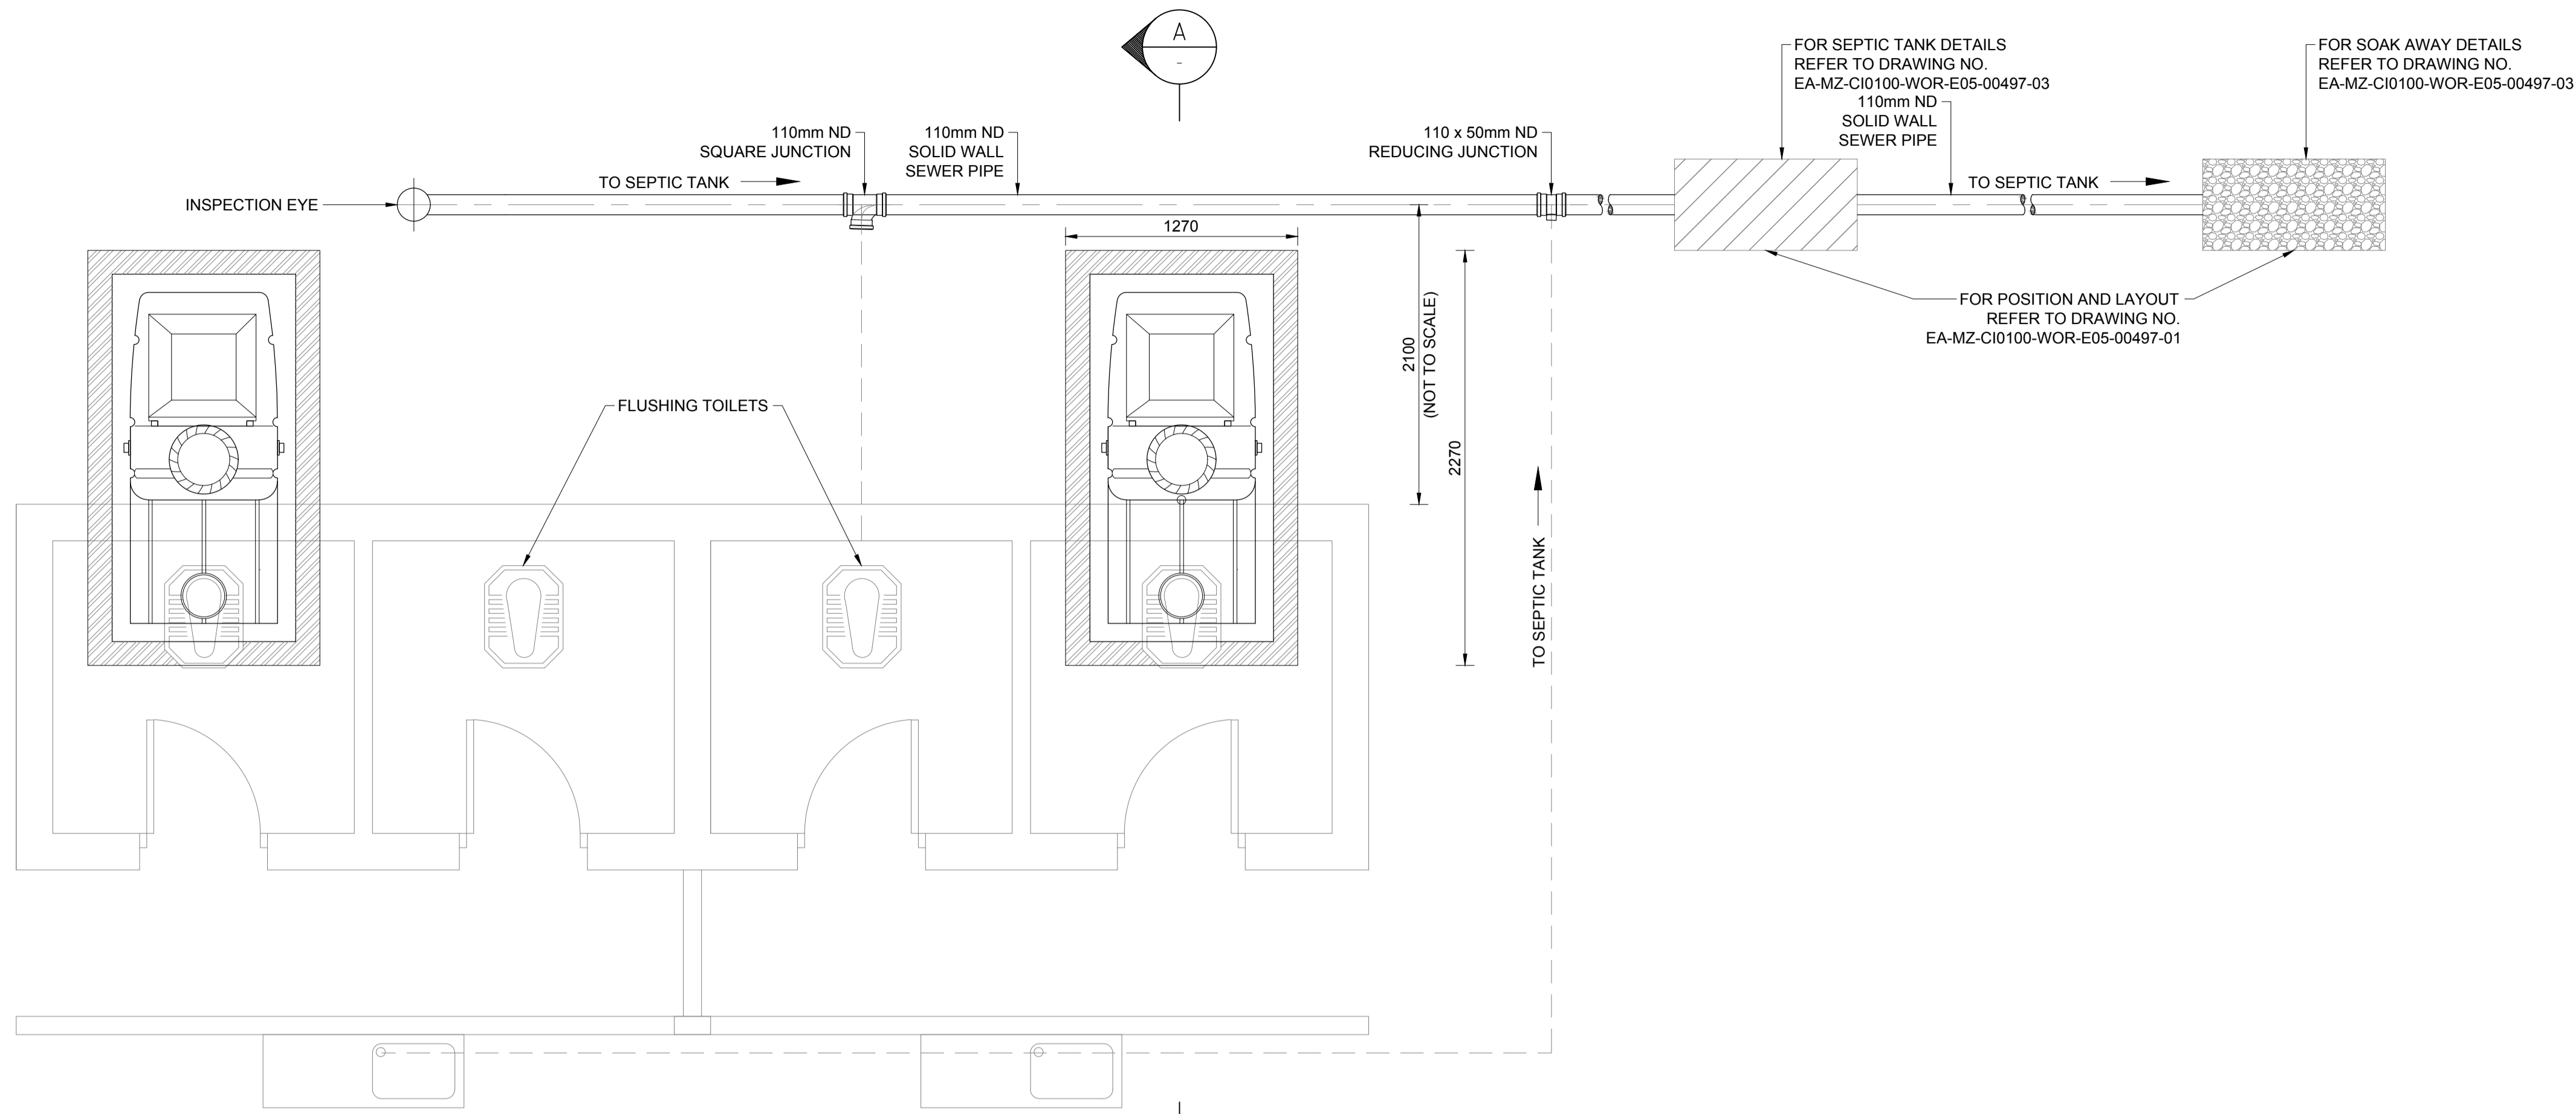 A
-
FOR SEPTIC TANK DETAILS
REFER TO DRAWING NO.
EA-MZ-CI0100-WOR-E05-00497-03
FOR SOAK AWAY DETAILS
REFER TO DRAWING NO.
EA-MZ-CI0100-WOR-E05-00497-03
110mm ND
SQUARE JUNCTION
110mm ND
SOLID WALL
SEWER PIPE
110 x 50mm ND
REDUCING JUNCTION
110mm ND
SOLID WALL
SEWER PIPE
TO SEPTIC TANK
TO SEPTIC TANK
INSPECTION EYE
1270
FOR POSITION AND LAYOUT
REFER TO DRAWING NO.
EA-MZ-CI0100-WOR-E05-00497-01
2100
(NOT TO SCALE)
2270
FLUSHING TOILETS
TO SEPTIC TANK